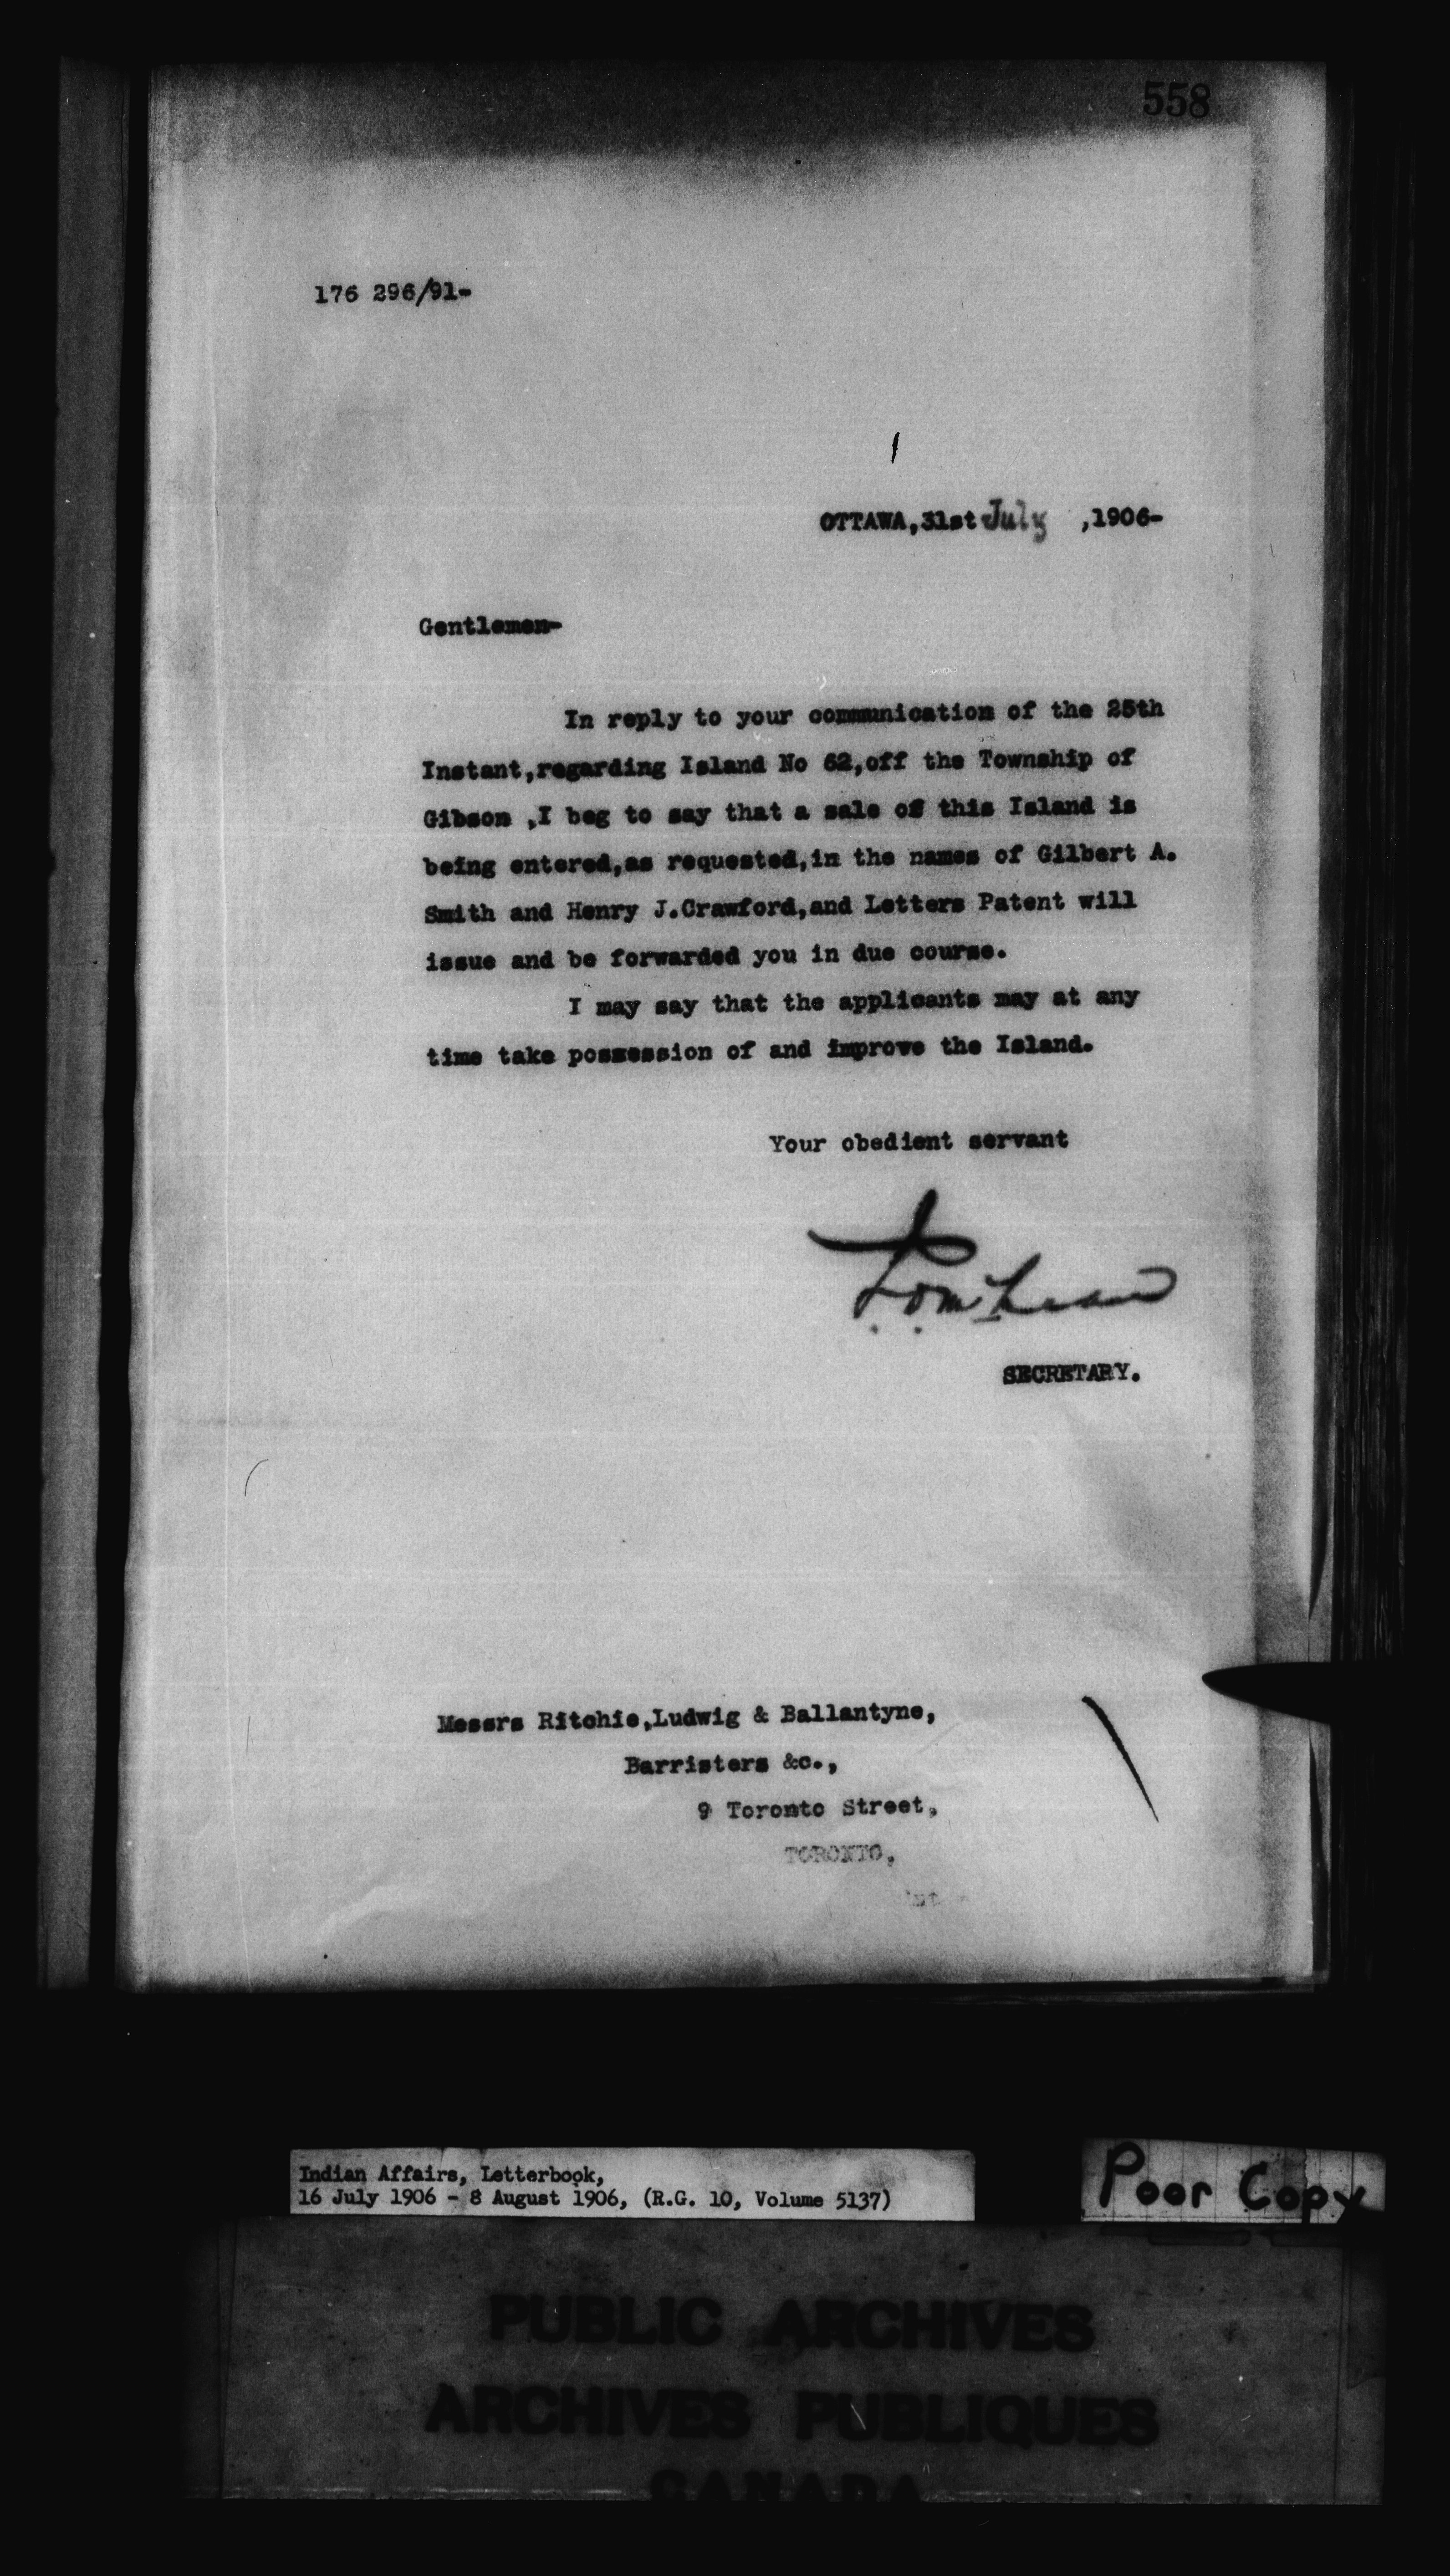 558
176 296/91-
OTTAWA,31st July ,1906-
Gentlemen-
In reply to your communication of the 25th
Instant,regarding Island No 62,off the Township of
Gibson ,I beg to say that a sale of this Island is
being entered,as requested,in the names of Gilbert A.
Smith and Henry J.Crawford,and Letters Patent will
issue and be forwarded you in due course.
I may say that the applicants may at any
time take possession of and improve the Island.
Your obedient servant
SECRETARY.
Messrs Ritchie,Ludwig & Ballantyne,
Barristers &c.,
9 Toronto Street,
TORONTO,
Indian Affairs, Letterbook,
16 July 1906 - 8 August 1906, (R.G. 10, Volume 5137)
Poor Copy
PUBLIC ARCHIVES
ARCHIVES PUBLIQUES
CANADA